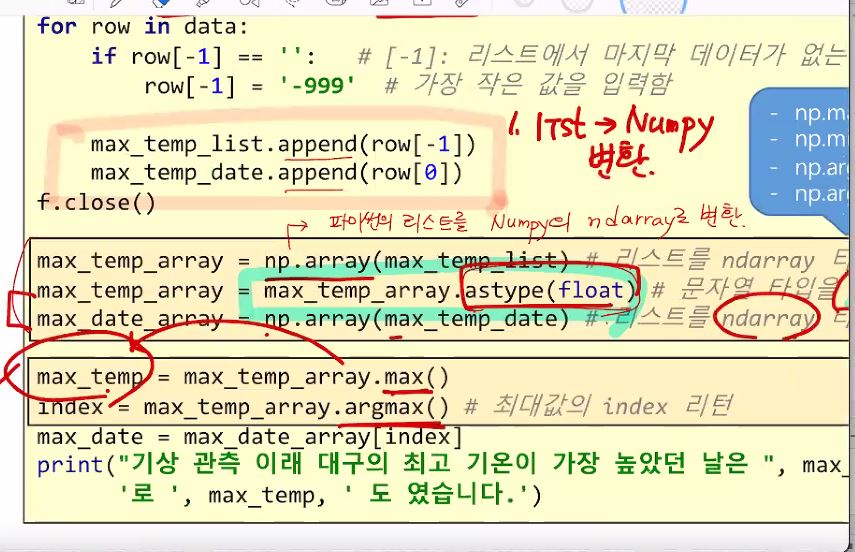 for row in data:
if row[-1] == '': # [-1]: 리스트에서 마지막 데이터가 없는
row[-1] = '-999' # 가장 작은 값을 입력함
max_temp_list.append(row[-1])
max_temp_date.append(row[0])
f.close()
1. ITst → Numpy
변환.
- np.ma
- np.mi
- np.arg
- np.arg
→ 파이썬의 리스트를 Numpy의 ndarray로 변환.
max_temp_array = np.array(max_temp_list) # 리스트를 ndarray 타
max_temp_array = max_temp_array.astype(float) # 문자열 타입을
max_date_array = np.array(max_temp_date) # 리스트를 ndarray
max_temp = max_temp_array.max()
index = max_temp_array.argmax() # 최대값의 index 리턴
max_date = max_date_array[index]
print("기상 관측 이래 대구의 최고 기온이 가장 높았던 날은 ", max_
'로 ', max_temp, ' 도 였습니다.')